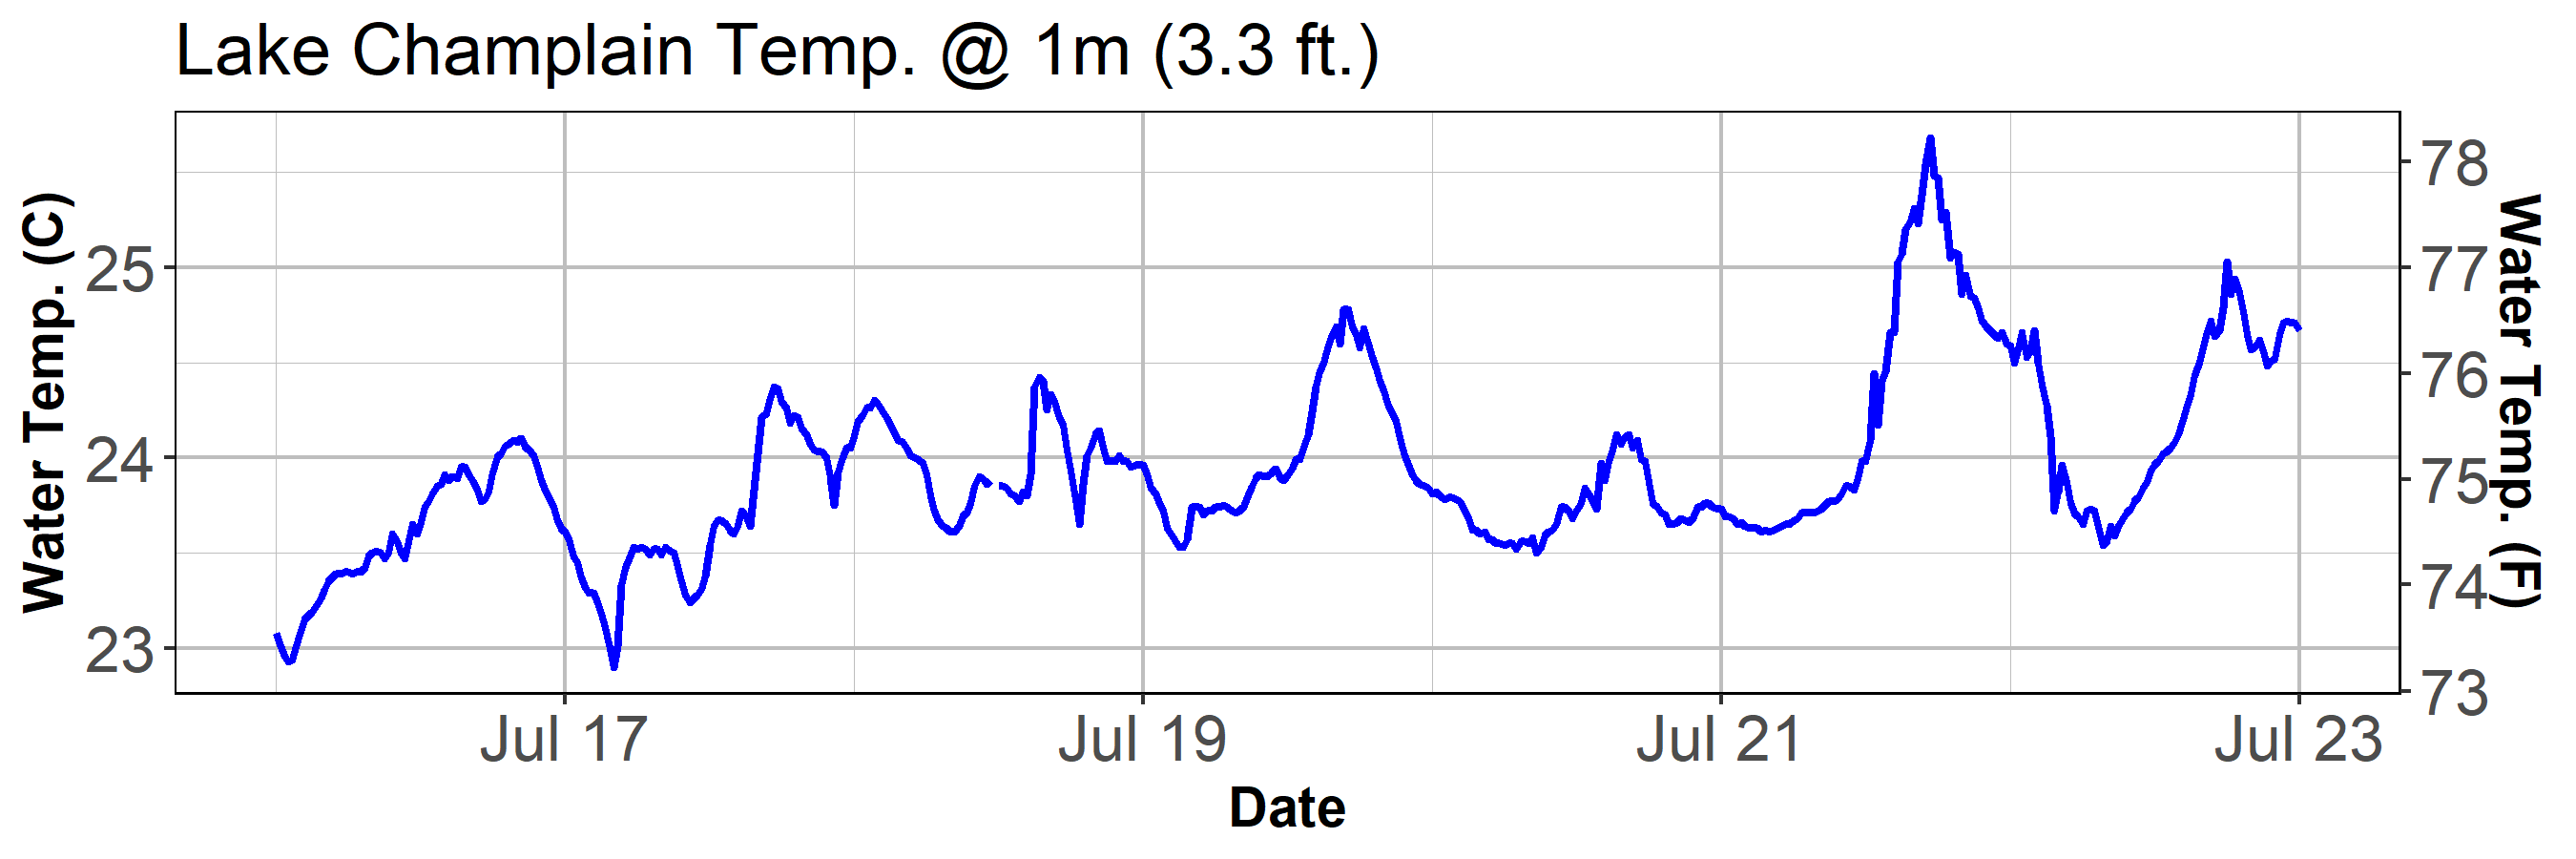 Lake Champlain Temp. @ 1m (3.3 ft.)
Water Temp. (C)
25
24
23
78
77
76
75
74
73
Water Temp. (F)
Jul 17
Jul 19
Jul 21
Jul 23
Date